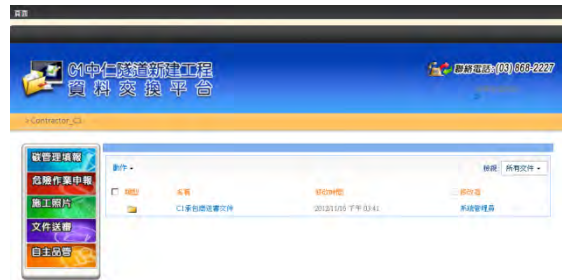 頁面
C1中仁隧道新建工程
資料交換平台
聯絡電話:(03) 868-2227
Contractor_C1
碳管理填報
危險作業申報
施工照片
文件送審
自主品管
動作
檢視 所有文件
類型 名稱 修改時間 修改者
C1承包商送審文件 2012/11/16 下午 03:41 系統管理員